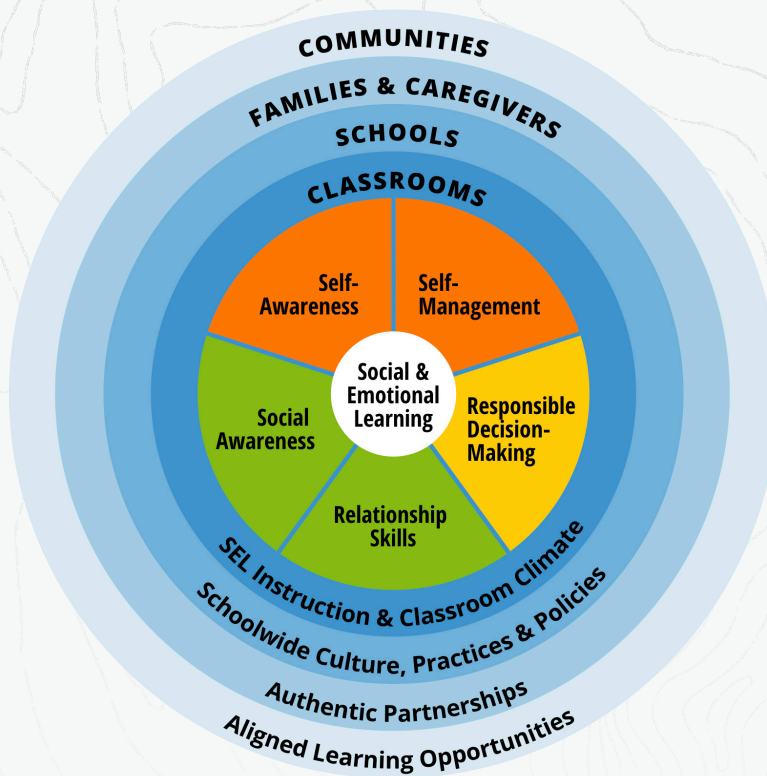 COMMUNITIES
FAMILIES & CAREGIVERS
SCHOOLS
CLASSROOMS
Self-
Awareness
Self-
Management
Social &
Emotional
Learning
Social
Awareness
Responsible
Decision-
Making
Relationship
Skills
SEL Instruction & Classroom Climate
Schoolwide Culture, Practices & Policies
Authentic Partnerships
Aligned Learning Opportunities